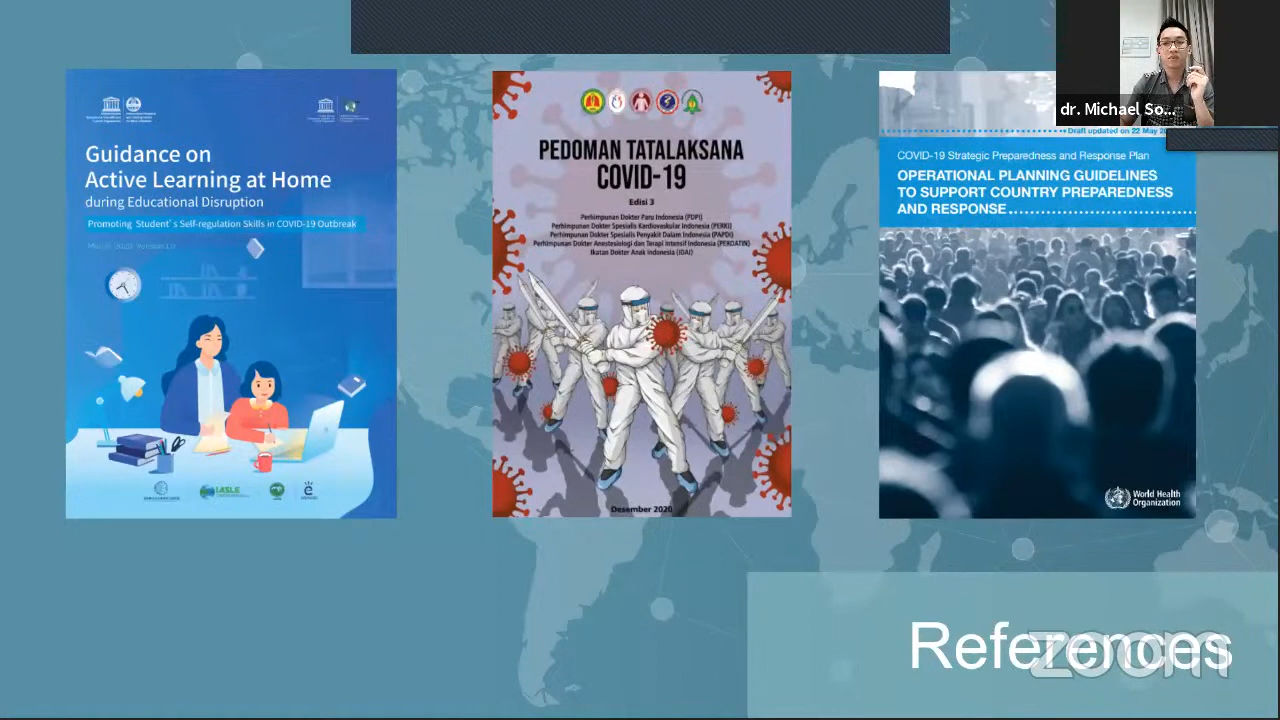 Guidance on
Active Learning at Home
during Educational Disruption
Promoting Student's Self-regulation Skills in COVID-19 Outbreak
IASLE
PEDOMAN TATALAKSANA
COVID-19
Edisi 3
Perhimpunan Dokter Paru Indonesia (PDPI)
Perhimpunan Dokter Spesialis Kardiovaskular Indonesia (PERKI)
Perhimpunan Dokter Spesialis Penyakit Dalam Indonesia (PAPDI)
Perhimpunan Dokter Anestesiologi dan Terapi Intensif Indonesia (PERDATIN)
Ikatan Dokter Anak Indonesia (IDAI)
Desember 2020
dr. Michael So...
Draft updated on 22 May
COVID-19 Strategic Preparedness and Response Plan
OPERATIONAL PLANNING GUIDELINES
TO SUPPORT COUNTRY PREPAREDNESS
AND RESPONSE
World Health
Organization
References
zoom